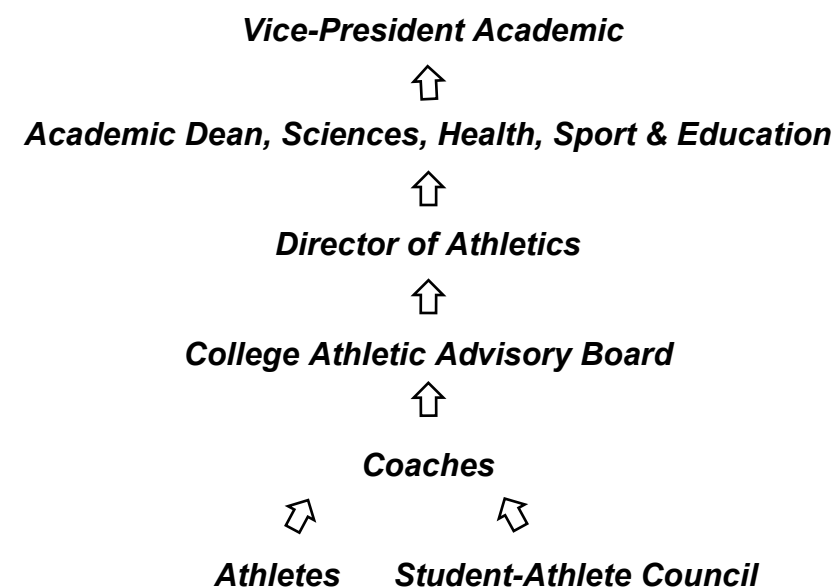 Vice-President Academic
Academic Dean, Sciences, Health, Sport & Education
Director of Athletics
College Athletic Advisory Board
Coaches
Athletes Student-Athlete Council